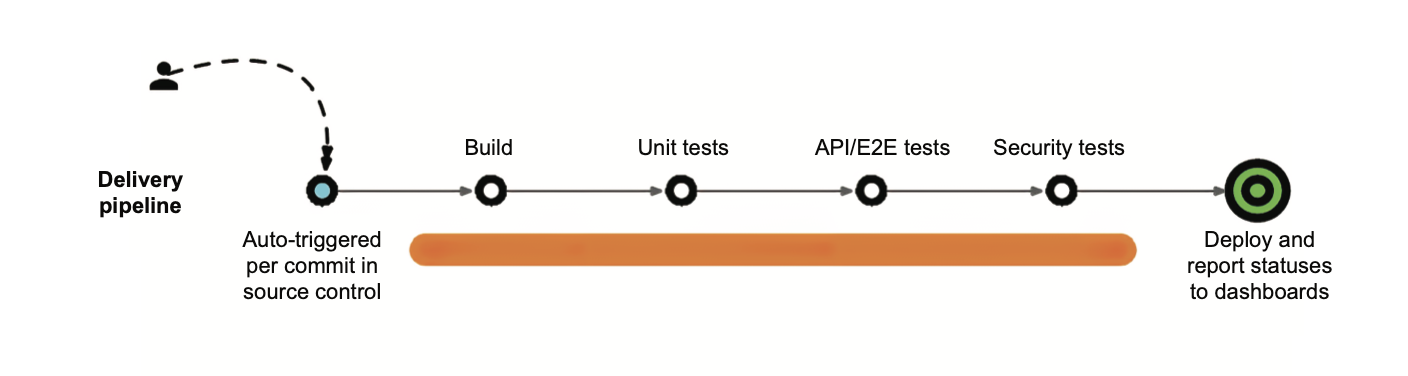 Build
Unit tests
API/E2E tests
Security tests
Delivery
pipeline
Auto-triggered
per commit in
source control
Deploy and
report statuses
to dashboards